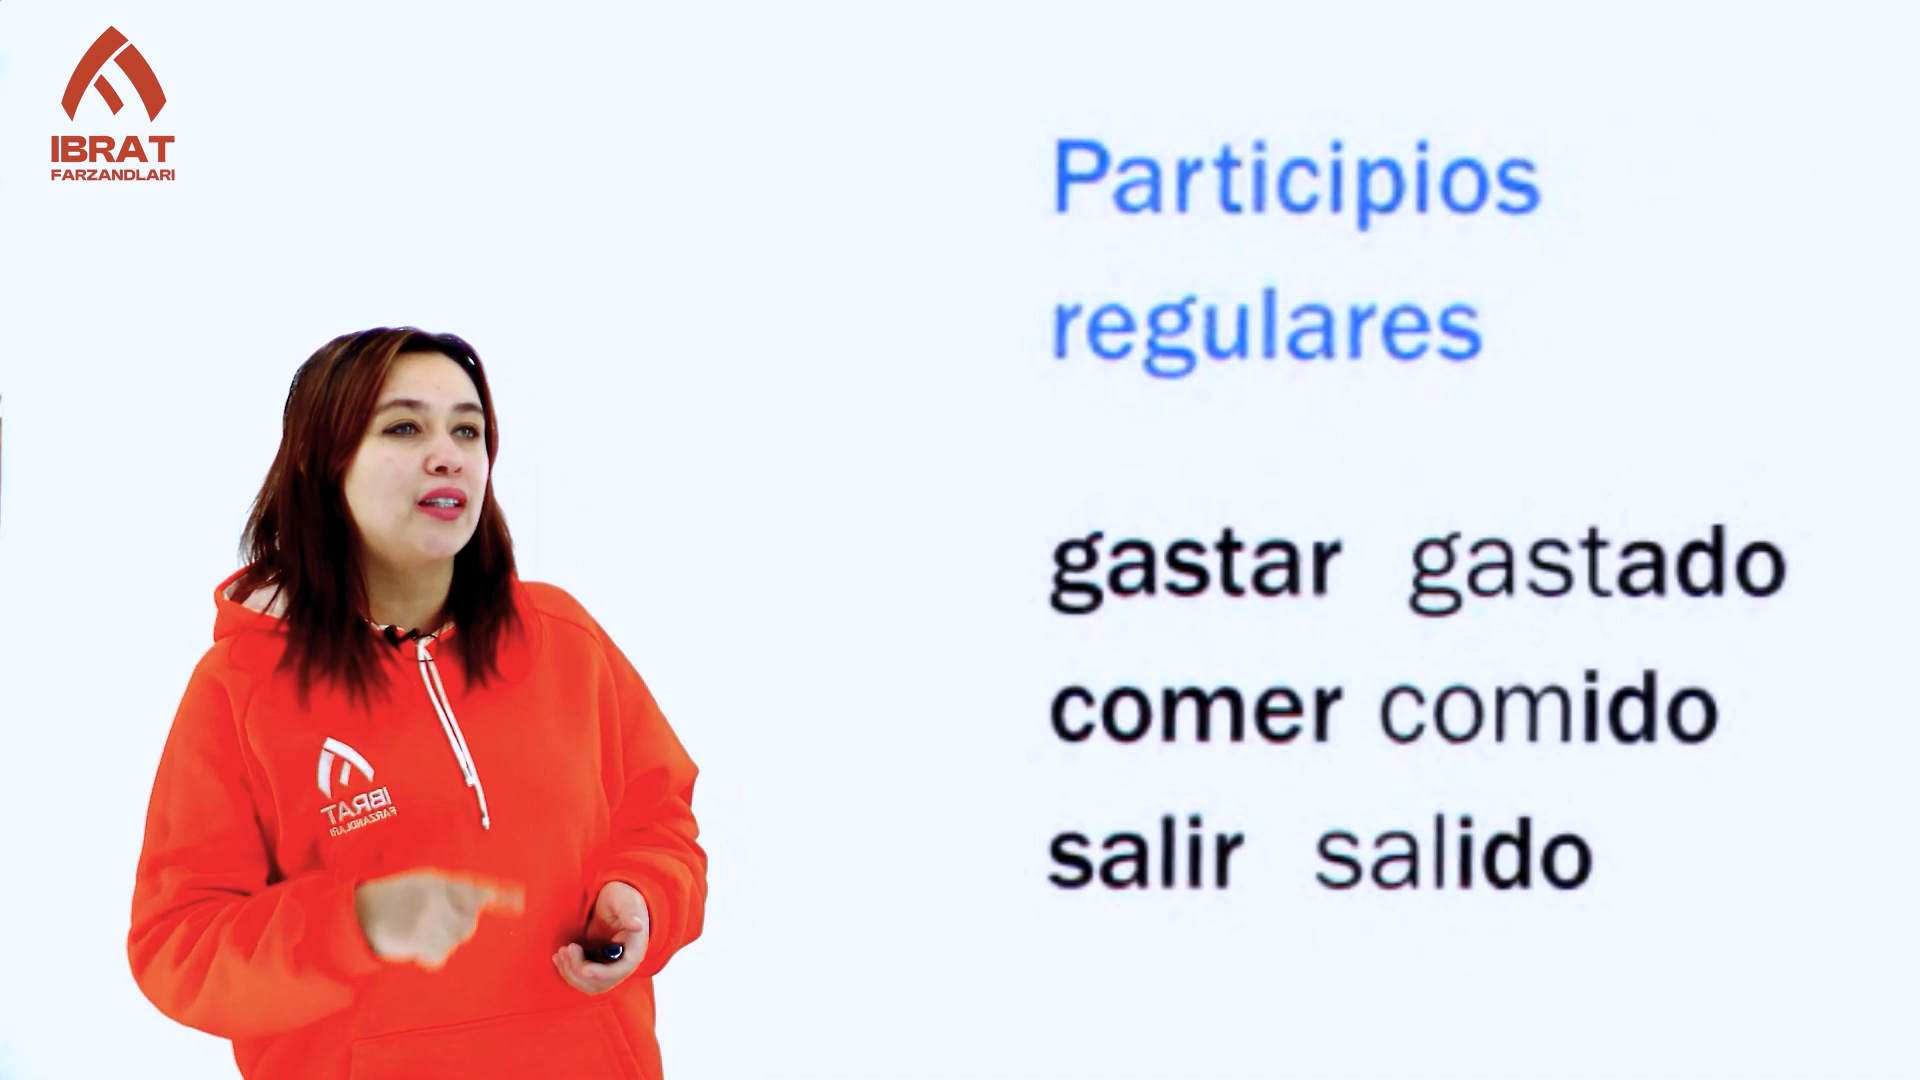 IBRAT
FARZANDLARI
Participios
regulares
gastar gastado
comer comido
salir salido
IBRAT
FARZANDLARI